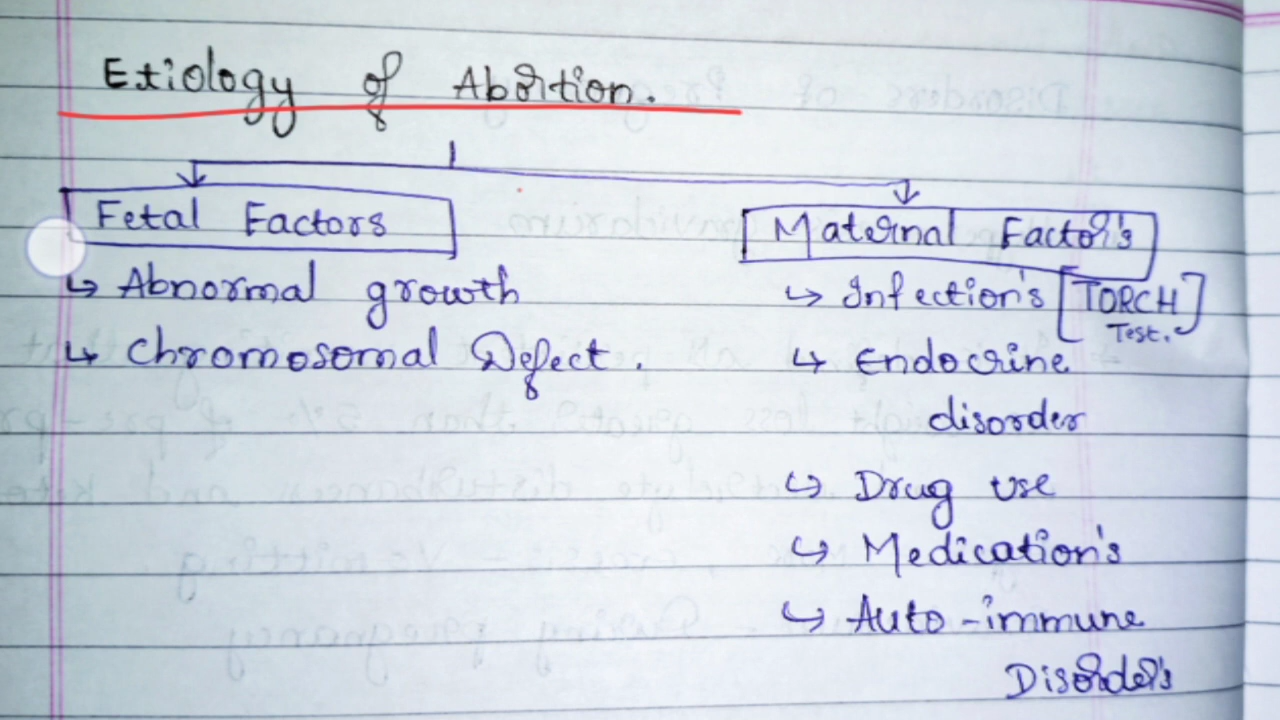 Etiology of Abortion.
Fetal Factors
↳ Abnormal growth
↳ Chromosomal Defect.
Maternal Factor's
↳ Infection's [TORCH
Test.]
↳ Endocrine
disorder
↳ Drug use
↳ Medication's
↳ Auto-immune
Disorder's